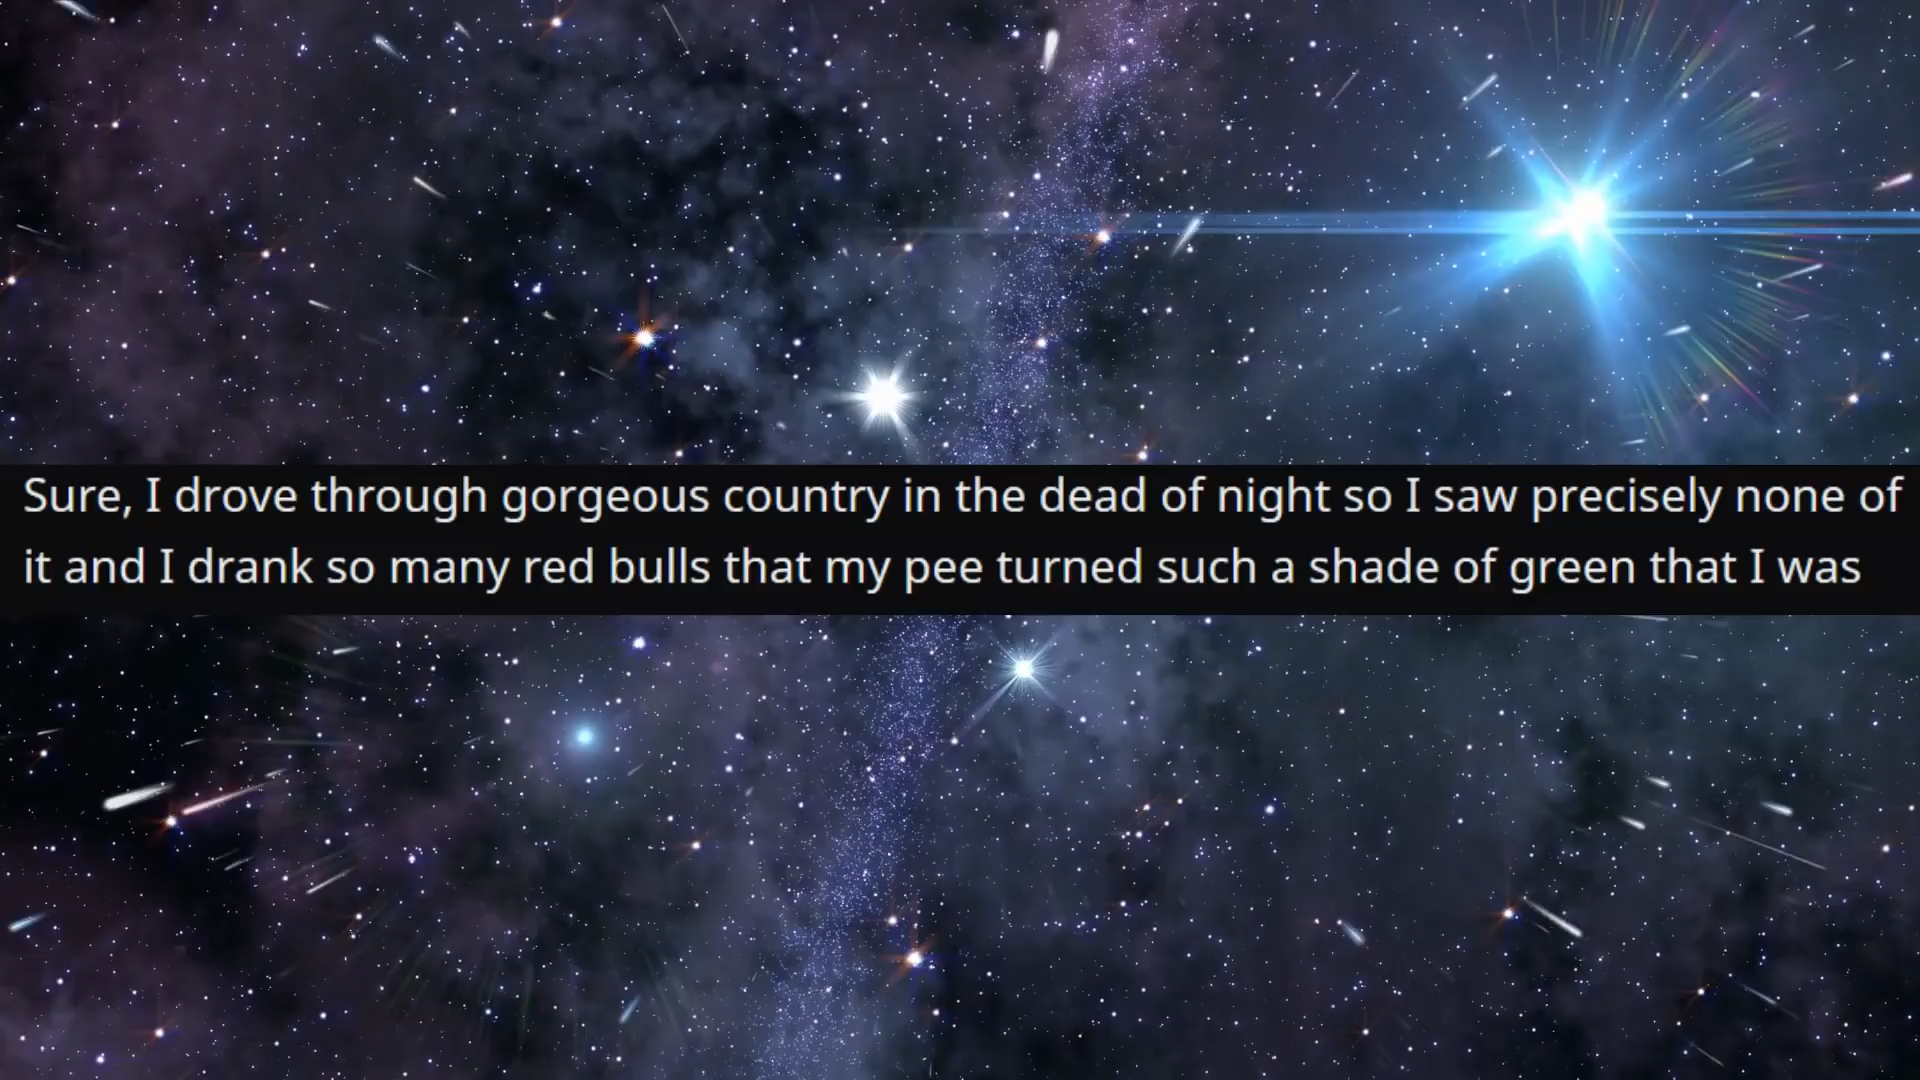 Sure, I drove through gorgeous country in the dead of night so I saw precisely none of
it and I drank so many red bulls that my pee turned such a shade of green that I was